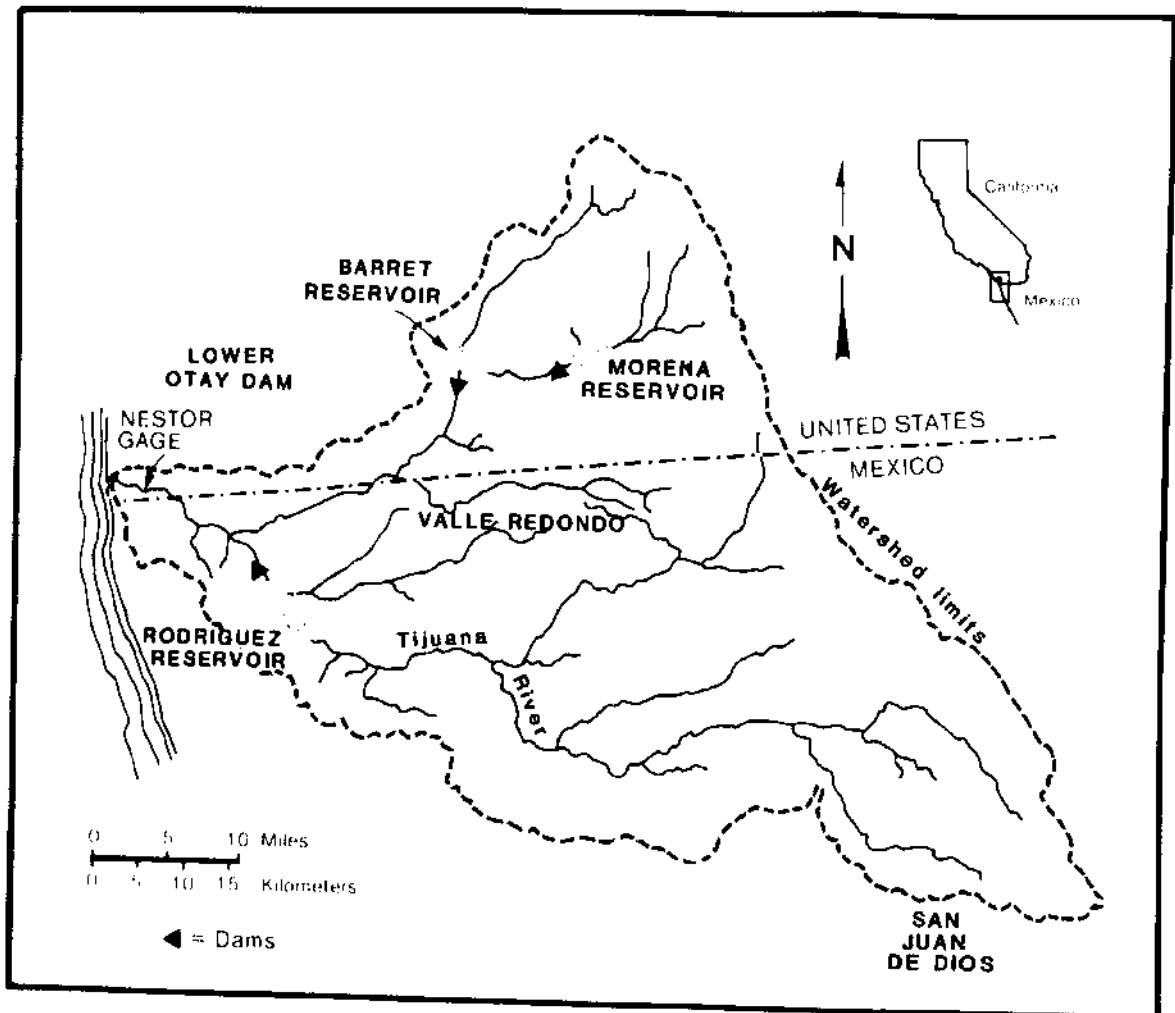 California
N
Mexico
BARRET
RESERVOIR
LOWER
OTAY DAM
MORENA
RESERVOIR
NESTOR
GAGE
UNITED STATES
MEXICO
VALLE REDONDO
Watershed limits
RODRIGUEZ
RESERVOIR
Tijuana
River
0 5 10 Miles
0 5 10 15 Kilometers
= Dams
SAN
JUAN
DE DIOS